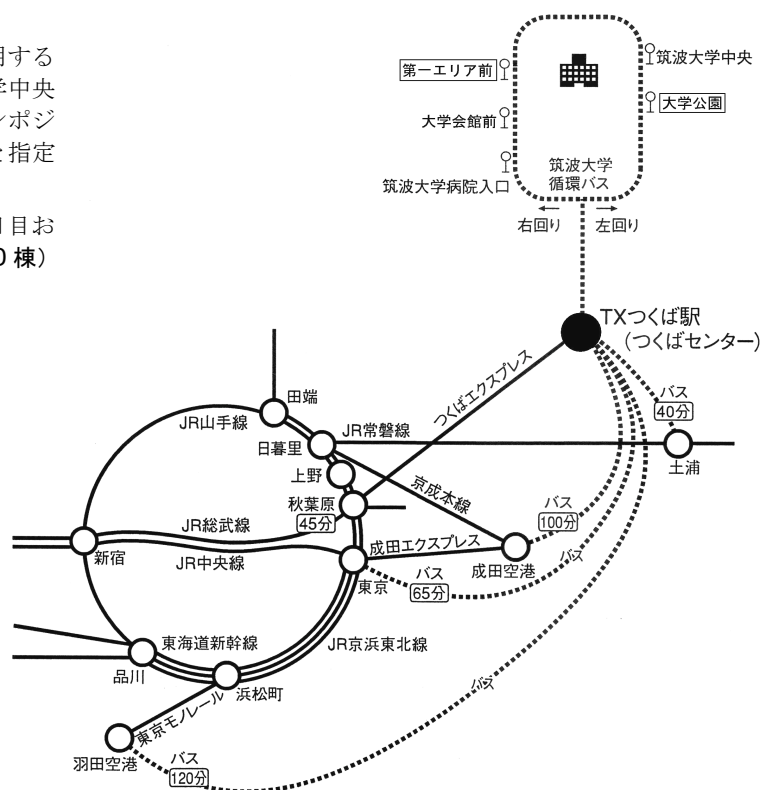 用する
学中央
ンポジ
と指定
目目お
0 棟）
筑波大学中央
第一エリア前
大学公園
大学会館前
筑波大学
循環バス
筑波大学病院入口
右回り
左回り
TXつくば駅
（つくばセンター）
つくばエクスプレス
バス
40分
田端
JR山手線
日暮里
JR常磐線
土浦
上野
京成本線
秋葉原
45分
バス
100分
JR総武線
成田エクスプレス
成田空港
バス
新宿
JR中央線
東京
バス
65分
東海道新幹線
JR京浜東北線
品川
浜松町
バス
東京モノレール
羽田空港
バス
120分